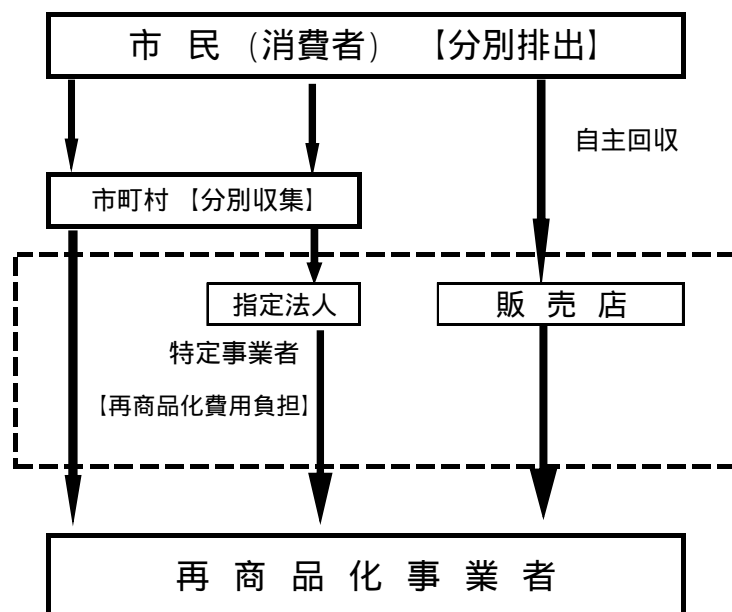 市 民 (消費者) 【分別排出】
自主回収
市町村 【分別収集】
指定法人
販 売 店
特定事業者
【再商品化費用負担】
再 商 品 化 事 業 者